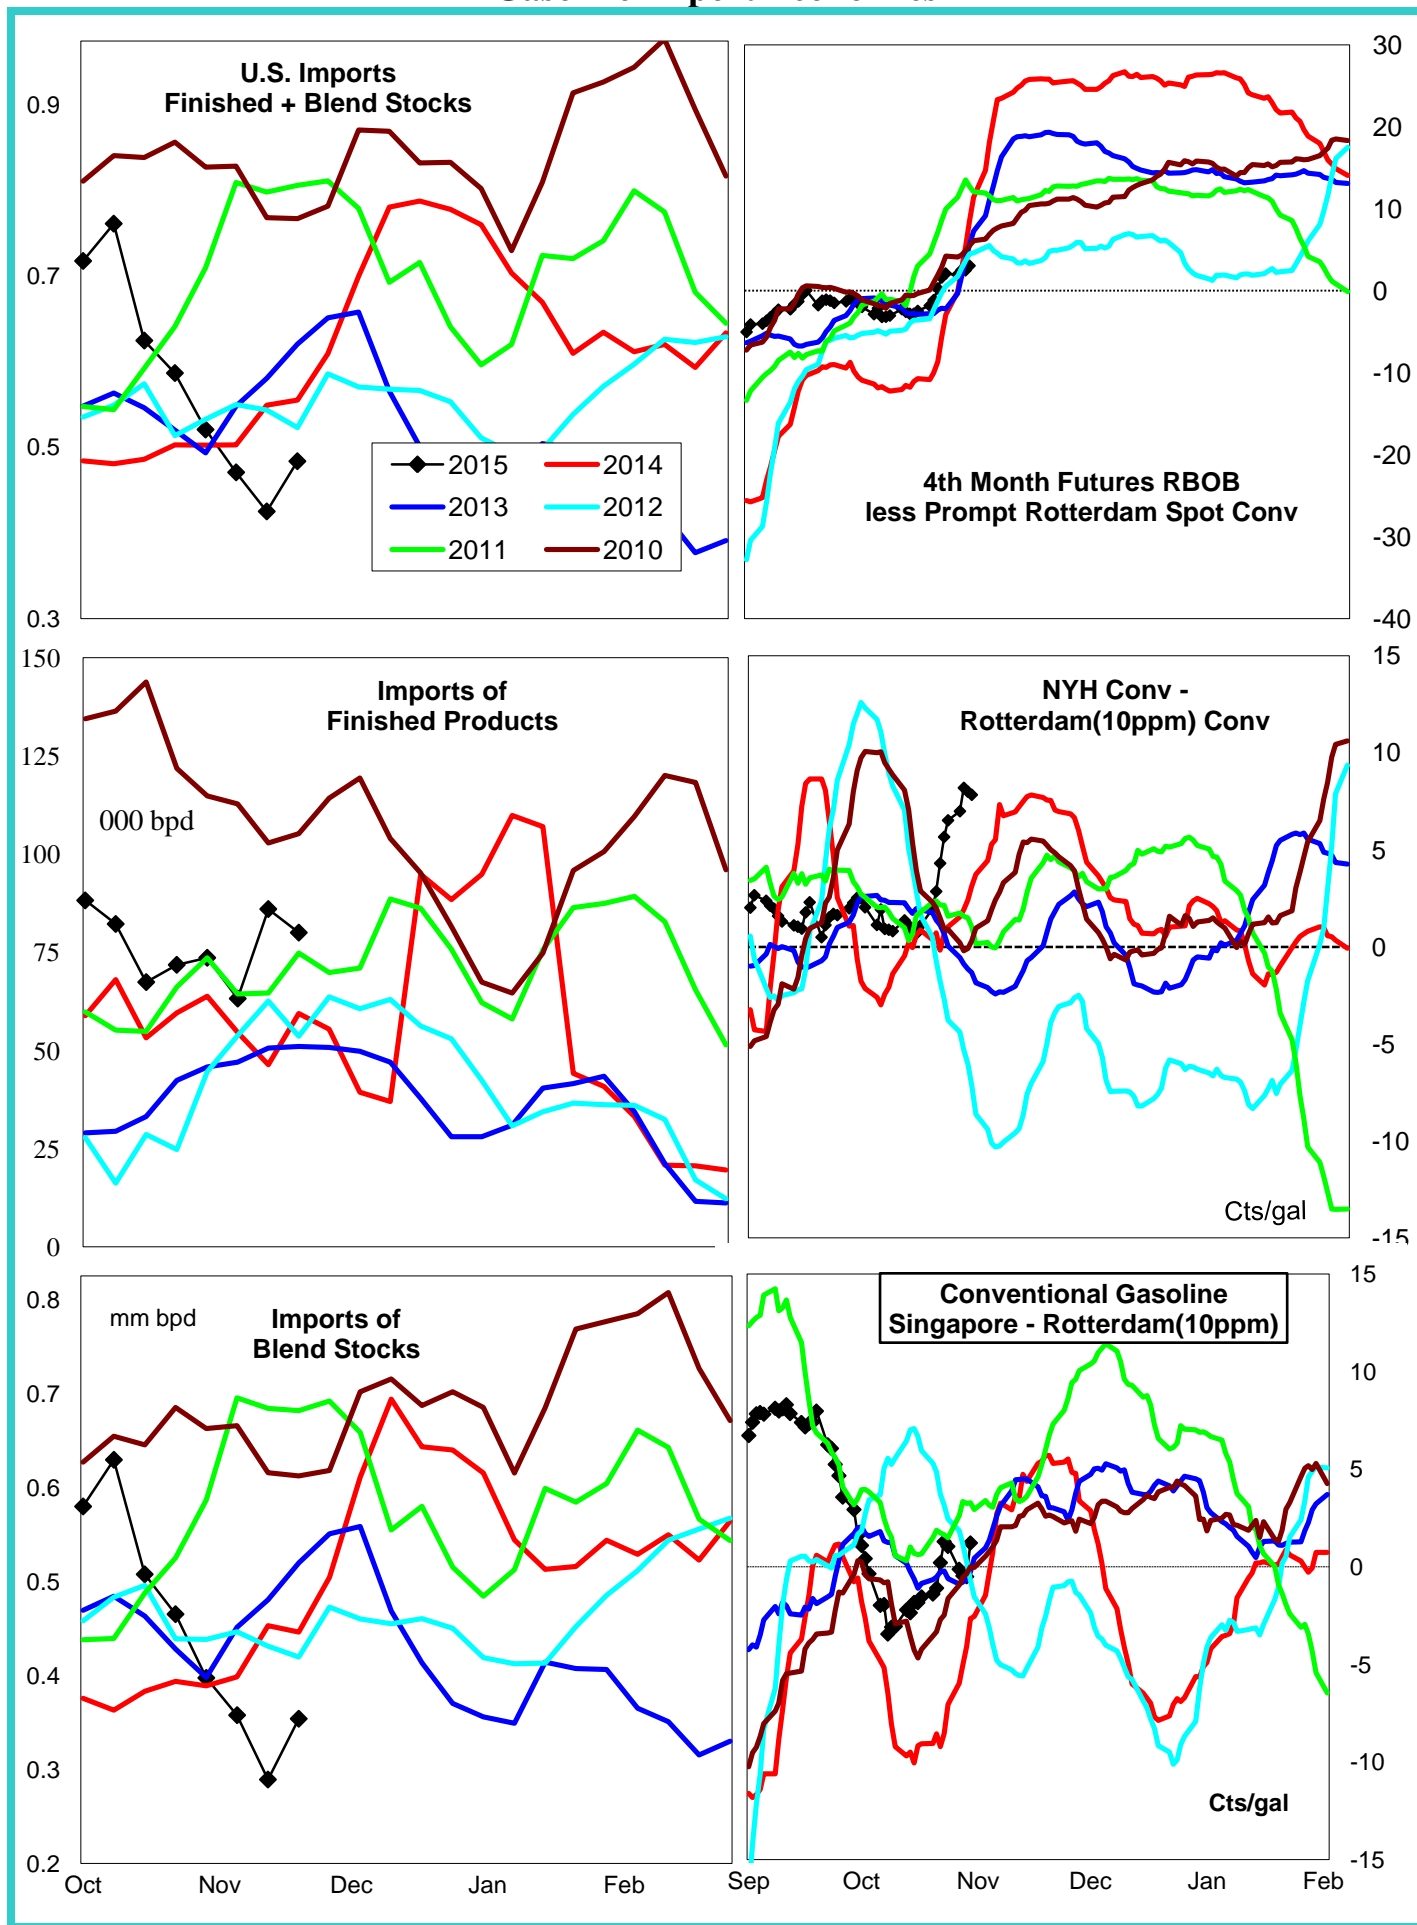 U.S. Imports
Finished + Blend Stocks
0.9
0.7
0.5
0.3
2015
2014
2013
2012
2011
2010
4th Month Futures RBOB
less Prompt Rotterdam Spot Conv
30
20
10
0
-10
-20
-30
-40
Imports of
Finished Products
000 bpd
150
125
100
75
50
25
0
NYH Conv -
Rotterdam(10ppm) Conv
15
10
5
0
-5
-10
-15
Cts/gal
Imports of
Blend Stocks
mm bpd
0.8
0.7
0.6
0.5
0.4
0.3
0.2
Oct Nov Dec Jan Feb
Conventional Gasoline
Singapore - Rotterdam(10ppm)
15
10
5
0
-5
-10
-15
Cts/gal
Sep Oct Nov Dec Jan Feb